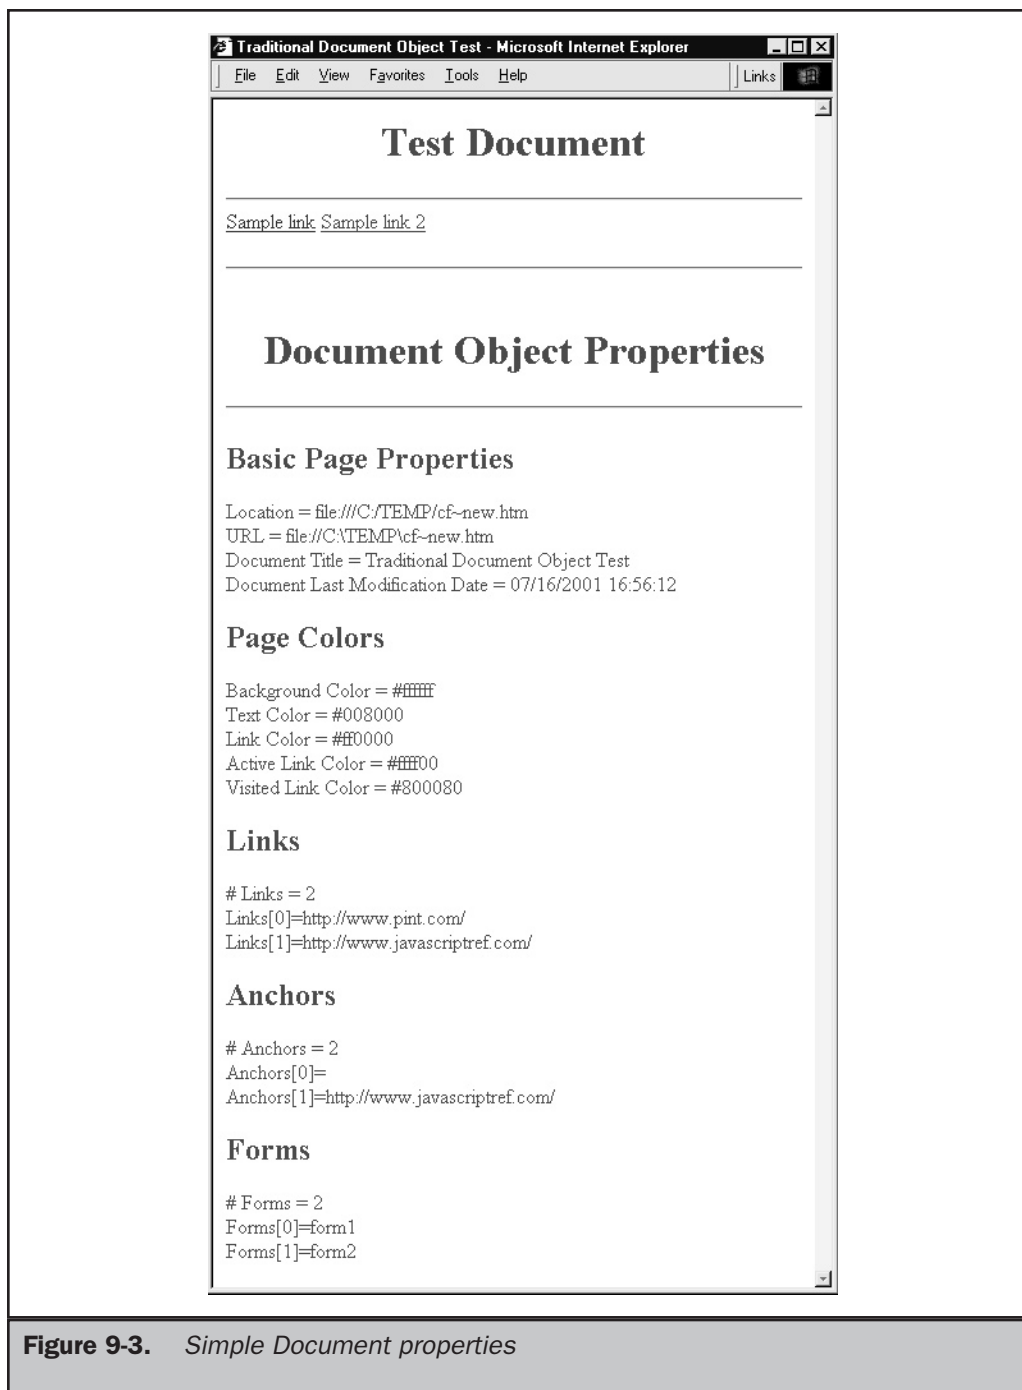 Traditional Document Object Test - Microsoft Internet Explorer
File Edit View Favorites Tools Help Links
Test Document
Sample link Sample link 2
Document Object Properties
Basic Page Properties
Location = file:///C:/TEMP/cf~new.htm
URL = file://C:\TEMP\cf~new.htm
Document Title = Traditional Document Object Test
Document Last Modification Date = 07/16/2001 16:56:12
Page Colors
Background Color = #ffffff
Text Color = #008000
Link Color = #ff0000
Active Link Color = #ffff00
Visited Link Color = #800080
Links
# Links = 2
Links[0]=http://www.pint.com/
Links[1]=http://www.javascriptref.com/
Anchors
# Anchors = 2
Anchors[0]=
Anchors[1]=http://www.javascriptref.com/
Forms
# Forms = 2
Forms[0]=form1
Forms[1]=form2
Figure 9-3. Simple Document properties